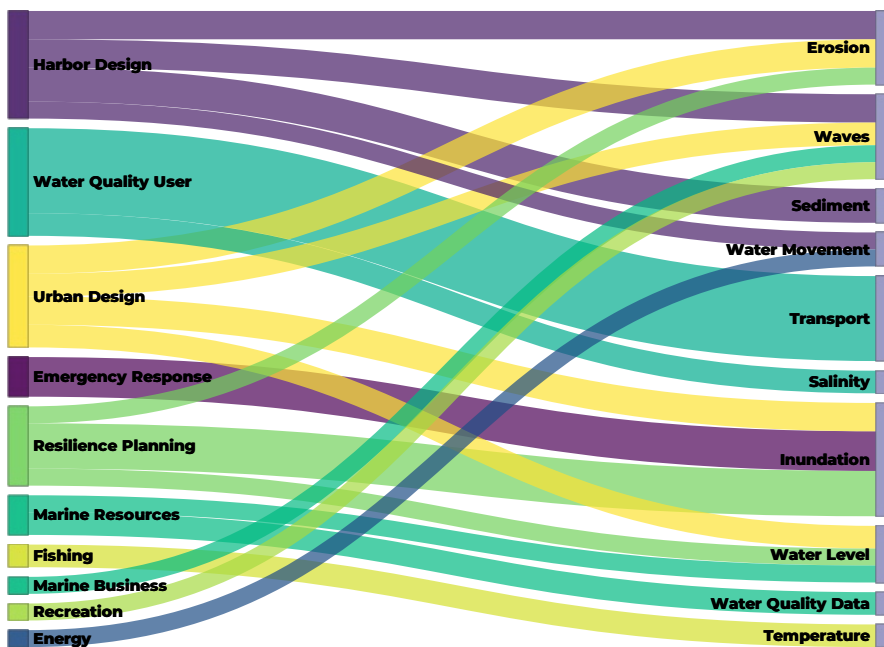 Harbor Design
Water Quality User
Urban Design
Emergency Response
Resilience Planning
Marine Resources
Fishing
Marine Business
Recreation
Energy
Erosion
Waves
Sediment
Water Movement
Transport
Salinity
Inundation
Water Level
Water Quality Data
Temperature